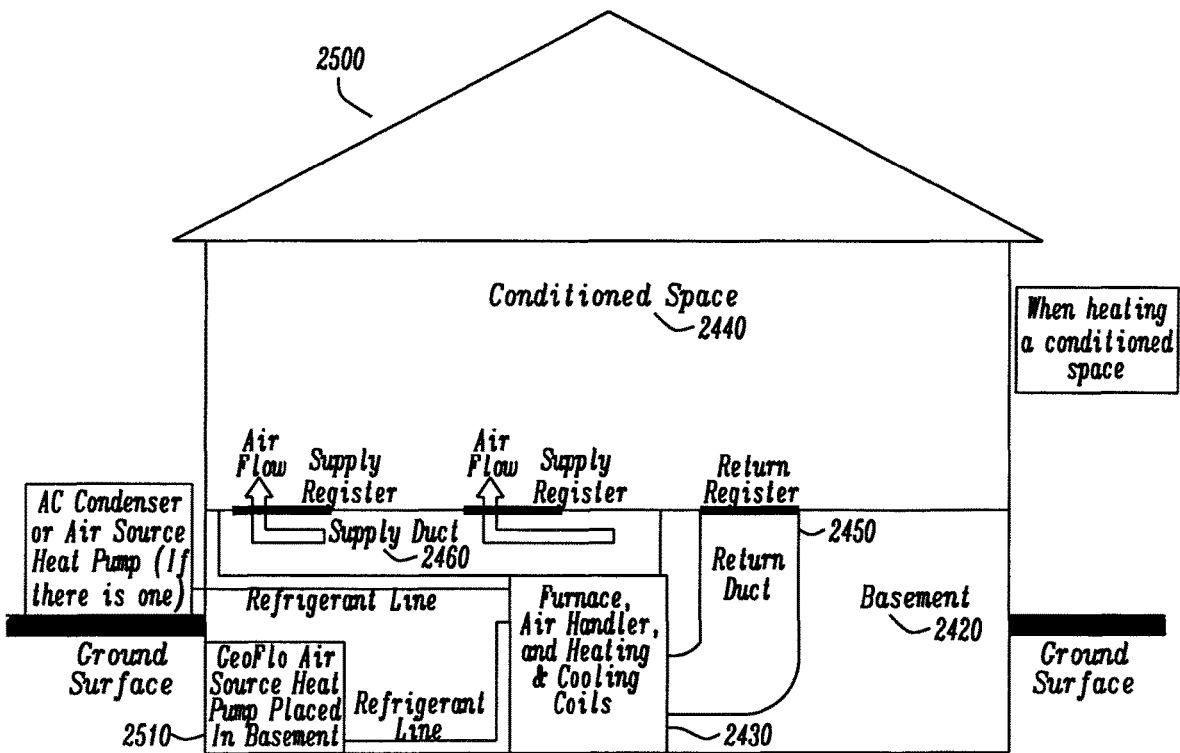 2500
Conditioned Space
2440
When heating
a conditioned
space
Air
Flow
Supply
Register
Air
Flow
Supply
Register
Return
Register
AC Condenser
or Air Source
Heat Pump (If
there is one)
Supply Duct
2460
2450
Return
Duct
Refrigerant Line
Furnace,
Air Handler,
and Heating
& Cooling
Coils
Basement
2420
Ground
Surface
GeoFlo Air
Source Heat
Pump Placed
In Basement
Refrigerant
Line
Ground
Surface
2510
2430